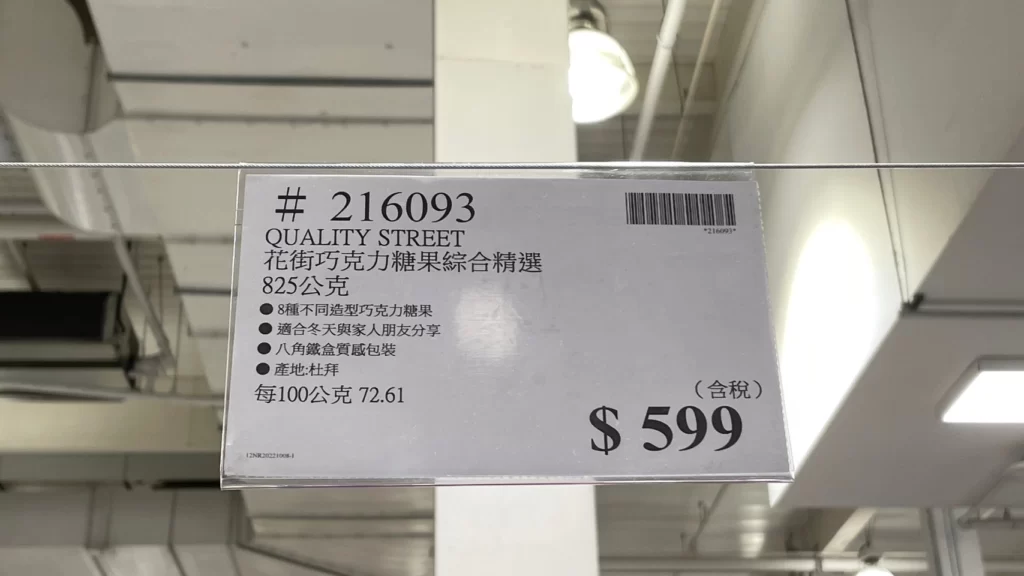 # 216093
*216093*
QUALITY STREET
花街巧克力糖果綜合精選
825公克
● 8種不同造型巧克力糖果
● 適合冬天與家人朋友分享
● 八角鐵盒質感包裝
● 產地:杜拜
每100公克 72.61
(含稅)
$ 599